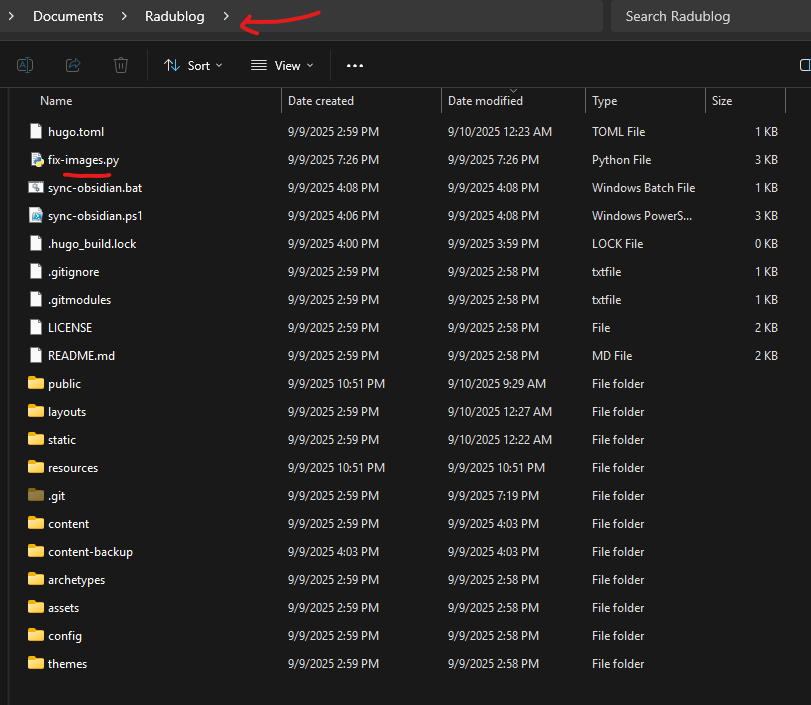 Documents > Radublog >
Search Radublog
Sort View ...
Name Date created Date modified Type Size
hugo.toml 9/9/2025 2:59 PM 9/10/2025 12:23 AM TOML File 1 KB
fix-images.py 9/9/2025 7:26 PM 9/9/2025 7:26 PM Python File 3 KB
sync-obsidian.bat 9/9/2025 4:08 PM 9/9/2025 4:08 PM Windows Batch File 1 KB
sync-obsidian.ps1 9/9/2025 4:06 PM 9/9/2025 4:08 PM Windows PowerS... 3 KB
.hugo_build.lock 9/9/2025 4:00 PM 9/9/2025 3:59 PM LOCK File 0 KB
.gitignore 9/9/2025 2:59 PM 9/9/2025 2:58 PM txtfile 1 KB
.gitmodules 9/9/2025 2:59 PM 9/9/2025 2:58 PM txtfile 1 KB
LICENSE 9/9/2025 2:59 PM 9/9/2025 2:58 PM File 2 KB
README.md 9/9/2025 2:59 PM 9/9/2025 2:58 PM MD File 2 KB
public 9/9/2025 10:51 PM 9/10/2025 9:29 AM File folder
layouts 9/9/2025 2:59 PM 9/10/2025 12:27 AM File folder
static 9/9/2025 2:59 PM 9/10/2025 12:22 AM File folder
resources 9/9/2025 10:51 PM 9/9/2025 10:51 PM File folder
.git 9/9/2025 2:59 PM 9/9/2025 7:19 PM File folder
content 9/9/2025 2:59 PM 9/9/2025 4:03 PM File folder
content-backup 9/9/2025 4:03 PM 9/9/2025 4:03 PM File folder
archetypes 9/9/2025 2:59 PM 9/9/2025 2:58 PM File folder
assets 9/9/2025 2:59 PM 9/9/2025 2:58 PM File folder
config 9/9/2025 2:59 PM 9/9/2025 2:58 PM File folder
themes 9/9/2025 2:59 PM 9/9/2025 2:58 PM File folder